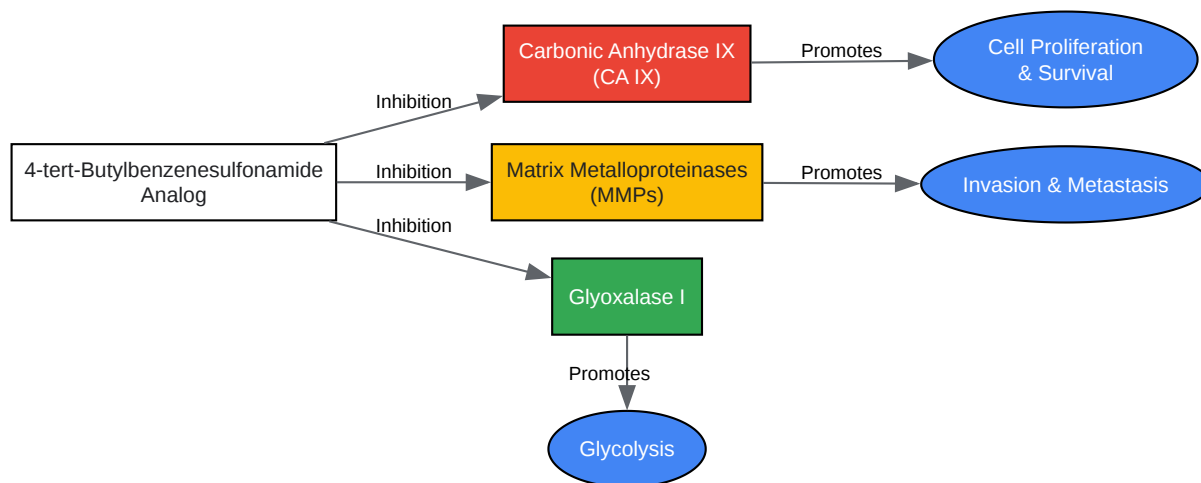 Carbonic Anhydrase IX
(CA IX)
Promotes
Cell Proliferation
& Survival
Inhibition
4-tert-Butylbenzenesulfonamide
Analog
Inhibition
Matrix Metalloproteinases
(MMPs)
Promotes
Invasion & Metastasis
Inhibition
Glyoxalase I
Promotes
Glycolysis